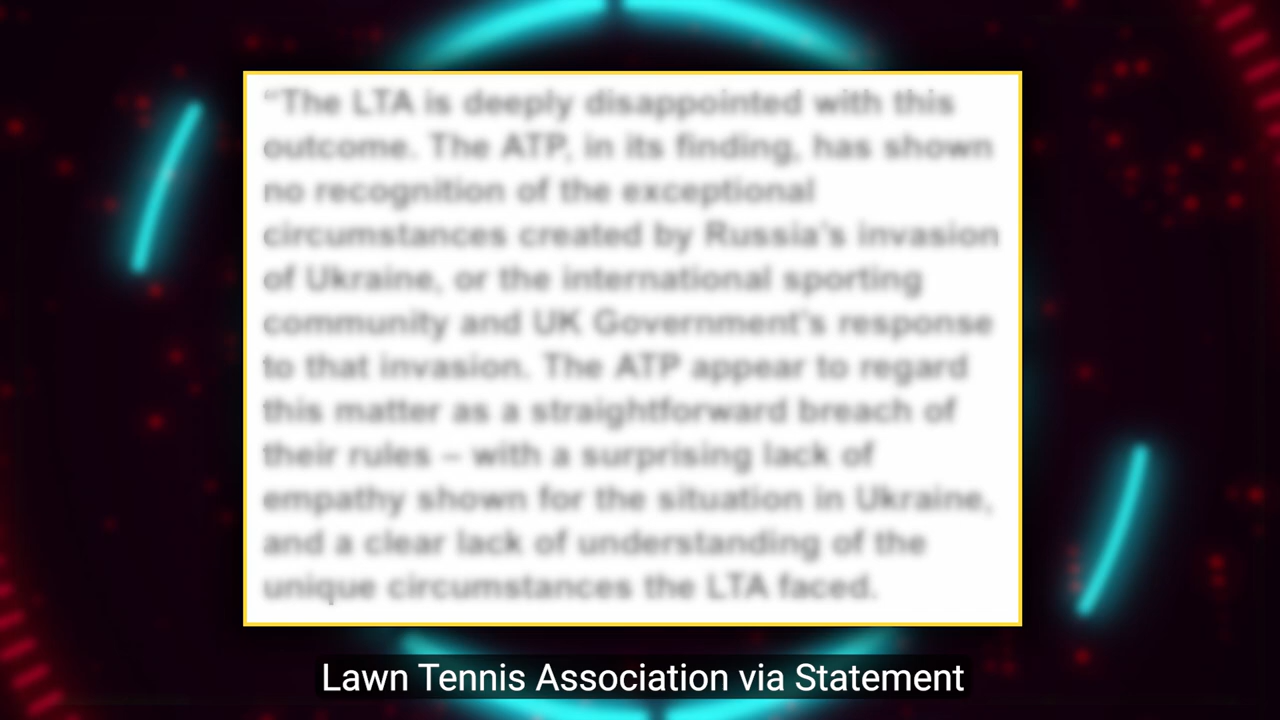 “The LTA is deeply disappointed with this
outcome. The ATP, in its finding, has shown
no recognition of the exceptional
circumstances created by Russia's invasion
of Ukraine, or the international sporting
community and UK Government's response
to that invasion. The ATP appear to regard
this matter as a straightforward breach of
their rules – with a surprising lack of
empathy shown for the situation in Ukraine,
and a clear lack of understanding of the
unique circumstances the LTA faced.
Lawn Tennis Association via Statement